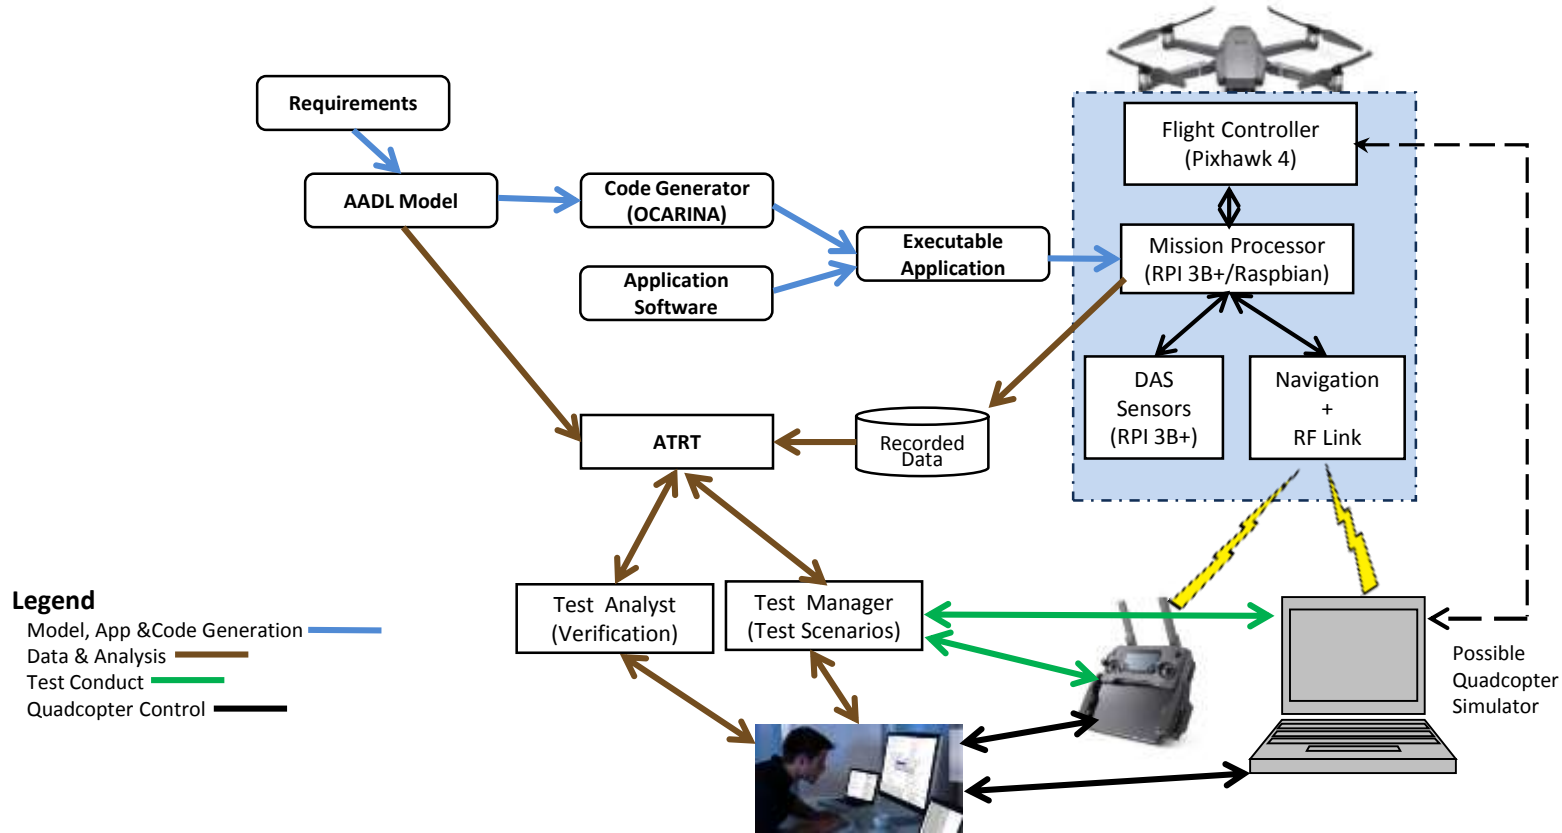 Requirements
AADL Model
Code Generator
(OCARINA)
Application
Software
Executable
Application
Flight Controller
(Pixhawk 4)
Mission Processor
(RPI 3B+/Raspbian)
DAS
Sensors
(RPI 3B+)
Navigation
+
RF Link
ATRT
Recorded
Data
Test Analyst
(Verification)
Test Manager
(Test Scenarios)
Possible
Quadcopter
Simulator
Legend
Model, App &Code Generation
Data & Analysis
Test Conduct
Quadcopter Control